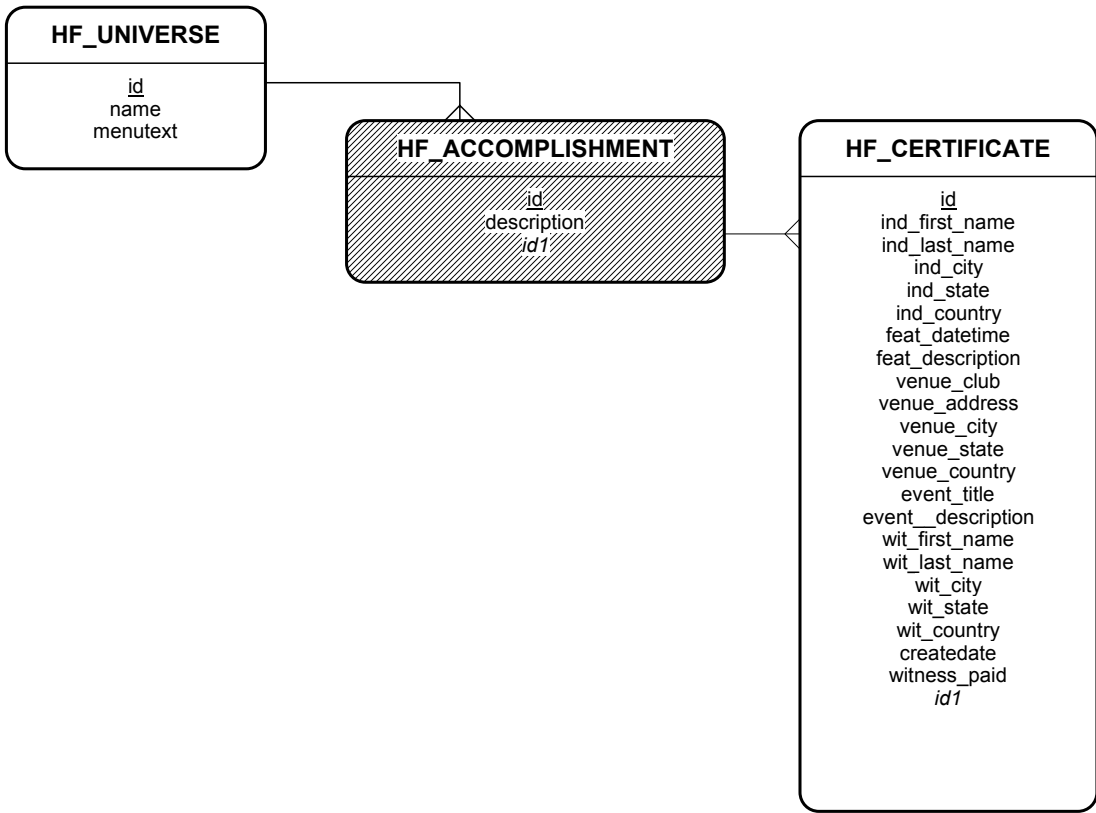 HF_UNIVERSE
id
name
menutext
HF_ACCOMPLISHMENT
id
description
id1
HF_CERTIFICATE
id
ind_first_name
ind_last_name
ind_city
ind_state
ind_country
feat_datetime
feat_description
venue_club
venue_address
venue_city
venue_state
venue_country
event_title
event__description
wit_first_name
wit_last_name
wit_city
wit_state
wit_country
createdate
witness_paid
id1